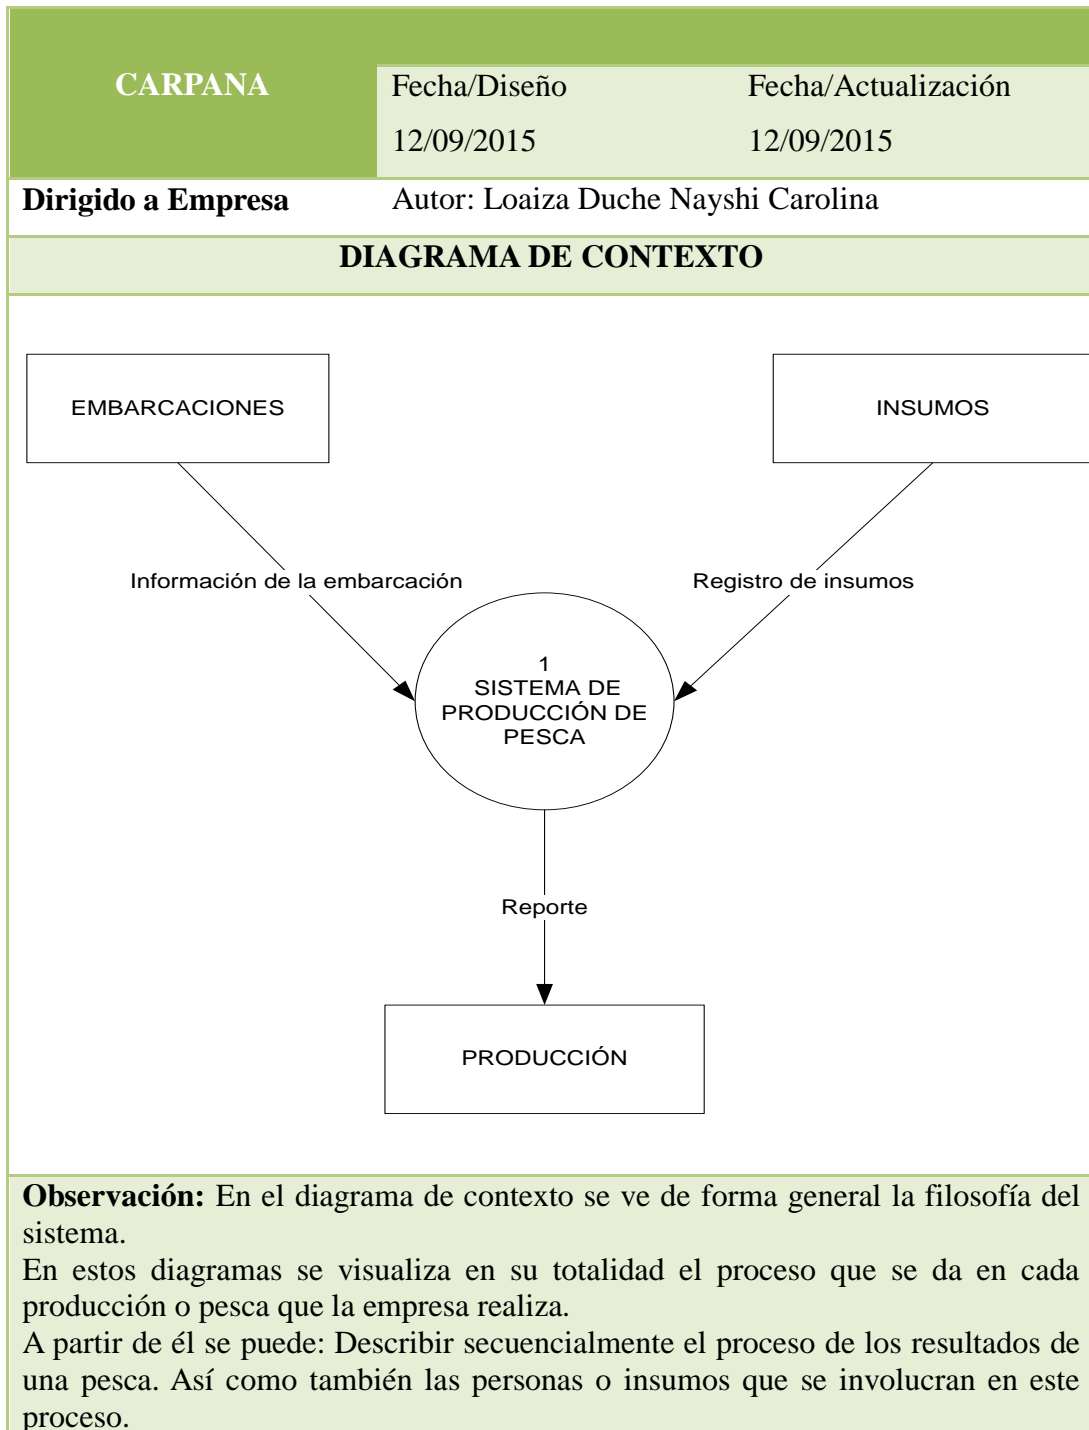 CARPANA
Fecha/Diseño
Fecha/Actualización
12/09/2015
12/09/2015
Dirigido a Empresa
Autor: Loaiza Duche Nayshi Carolina
DIAGRAMA DE CONTEXTO
EMBARCACIONES
INSUMOS
Información de la embarcación
Registro de insumos
1
SISTEMA DE
PRODUCCIÓN DE
PESCA
Reporte
PRODUCCIÓN
Observación: En el diagrama de contexto se ve de forma general la filosofía del
sistema.
En estos diagramas se visualiza en su totalidad el proceso que se da en cada
producción o pesca que la empresa realiza.
A partir de él se puede: Describir secuencialmente el proceso de los resultados de
una pesca. Así como también las personas o insumos que se involucran en este
proceso.